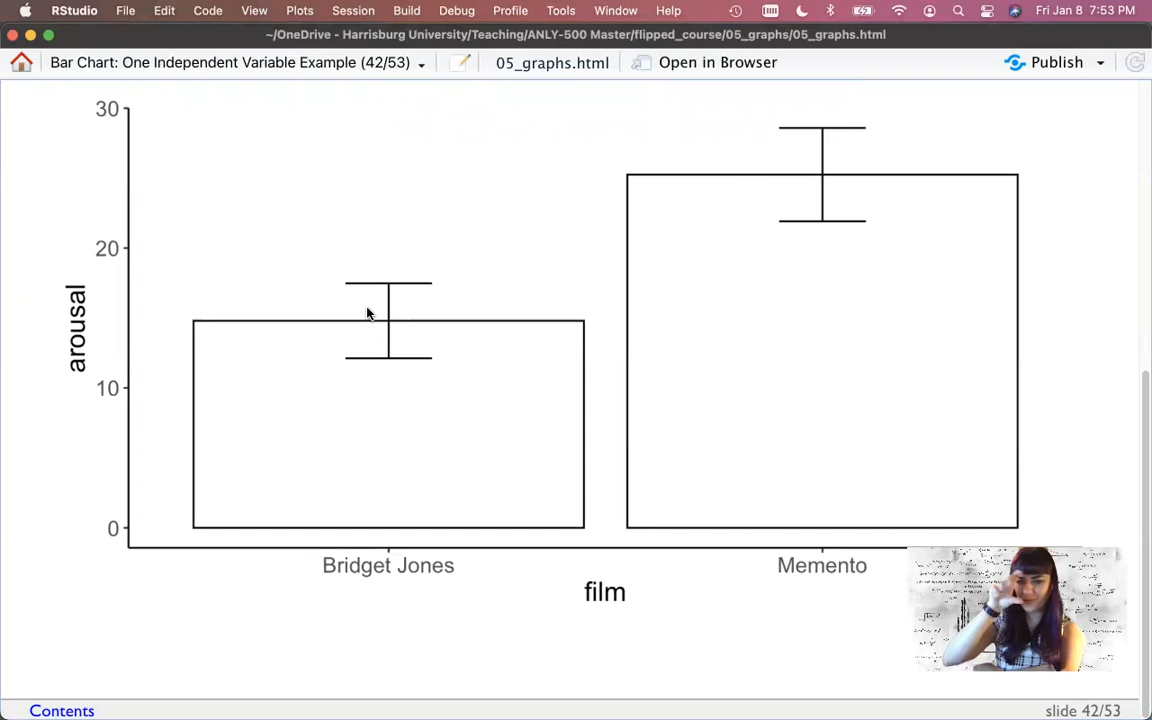 RStudio File Edit Code View Plots Session Build Debug Profile Tools Window Help Fri Jan 8 7:53 PM
~/OneDrive - Harrisburg University/Teaching/ANLY-500 Master/flipped_course/05_graphs/05_graphs.html
Bar Chart: One Independent Variable Example (42/53) 05_graphs.html Open in Browser Publish
30
20
10
0
arousal
Bridget Jones Memento
film
Contents slide 42/53